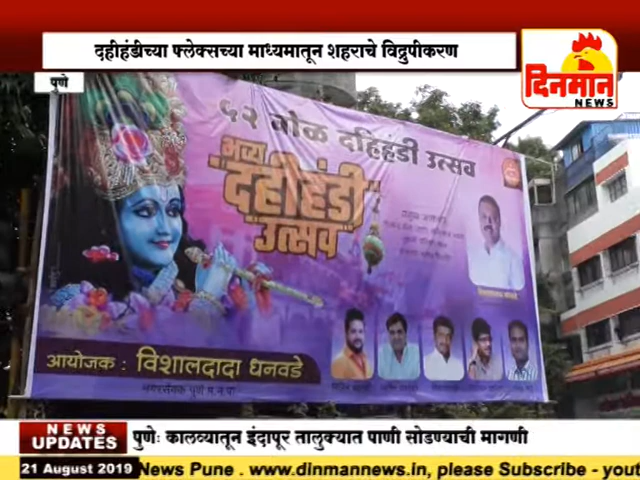 दहीहंडीच्या फ्लेक्सच्या माध्यमातून शहराचे विद्रुपीकरण
पुणे
दिनमान
NEWS
दहिहंडी उत्सव
भव्य
दहीहंडी
उत्सव
आयोजक : विशालदादा धनवडे
NEWS
UPDATES
पुणे: कालव्यातून इंदापूर तालुक्यात पाणी सोडण्याची मागणी
21 August 2019
News Pune . www.dinmannews.in, please Subscribe - yout